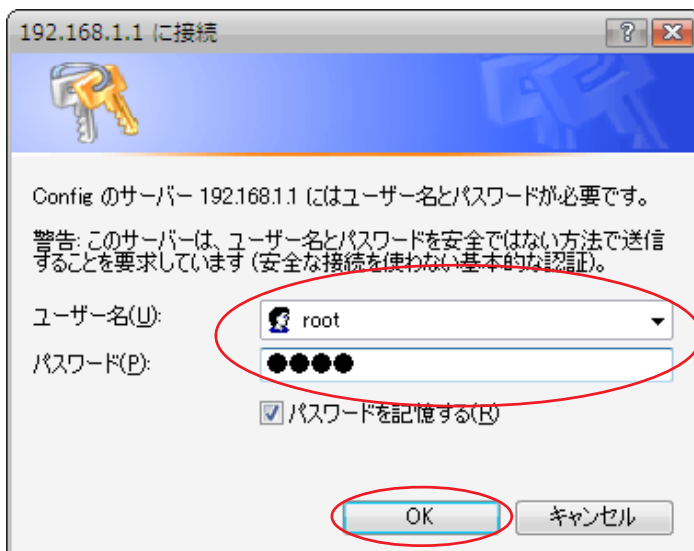 192.168.1.1 に接続
Config のサーバー 192.168.1.1 にはユーザー名とパスワードが必要です。
警告: このサーバーは、ユーザー名とパスワードを安全ではない方法で送信
することを要求しています (安全な接続を使わない基本的な認証)。
ユーザー名(U):
root
パスワード(P):
●●●●
パスワードを記憶する(R)
OK
キャンセル